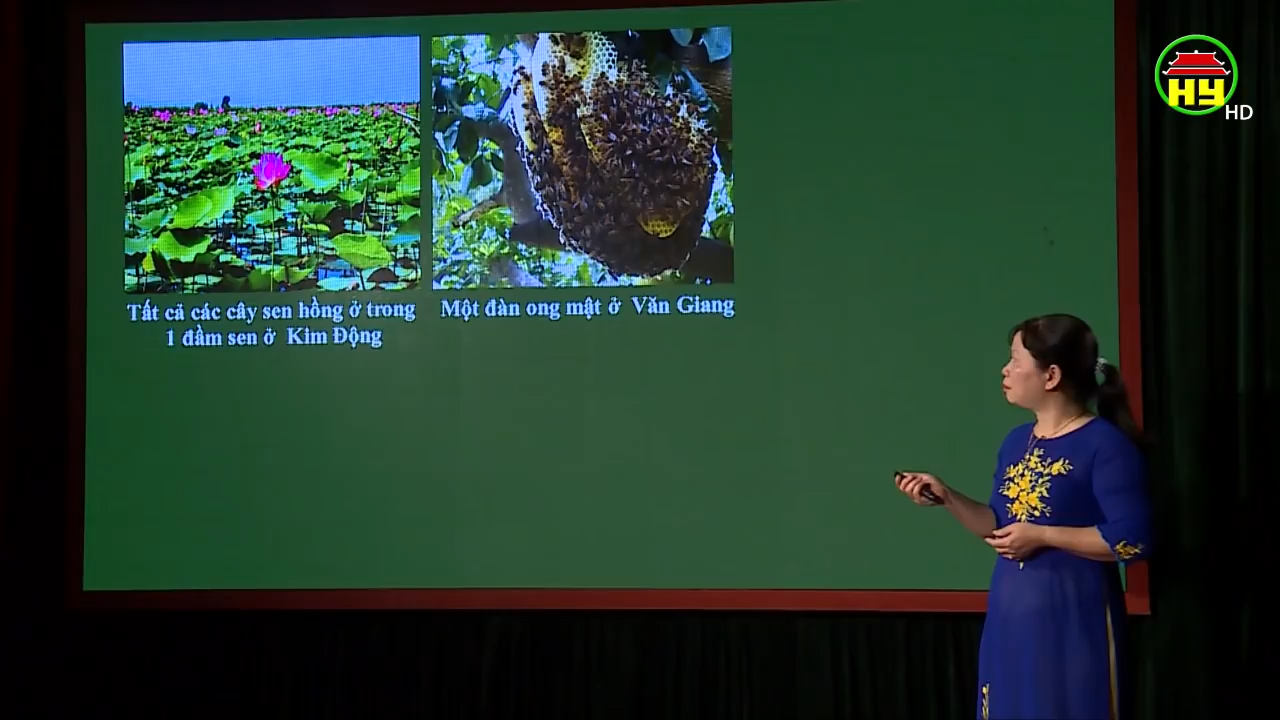 Tất cả các cây sen hồng ở trong
1 đầm sen ở Kim Động
Một đàn ong mật ở Văn Giang
HY
HD